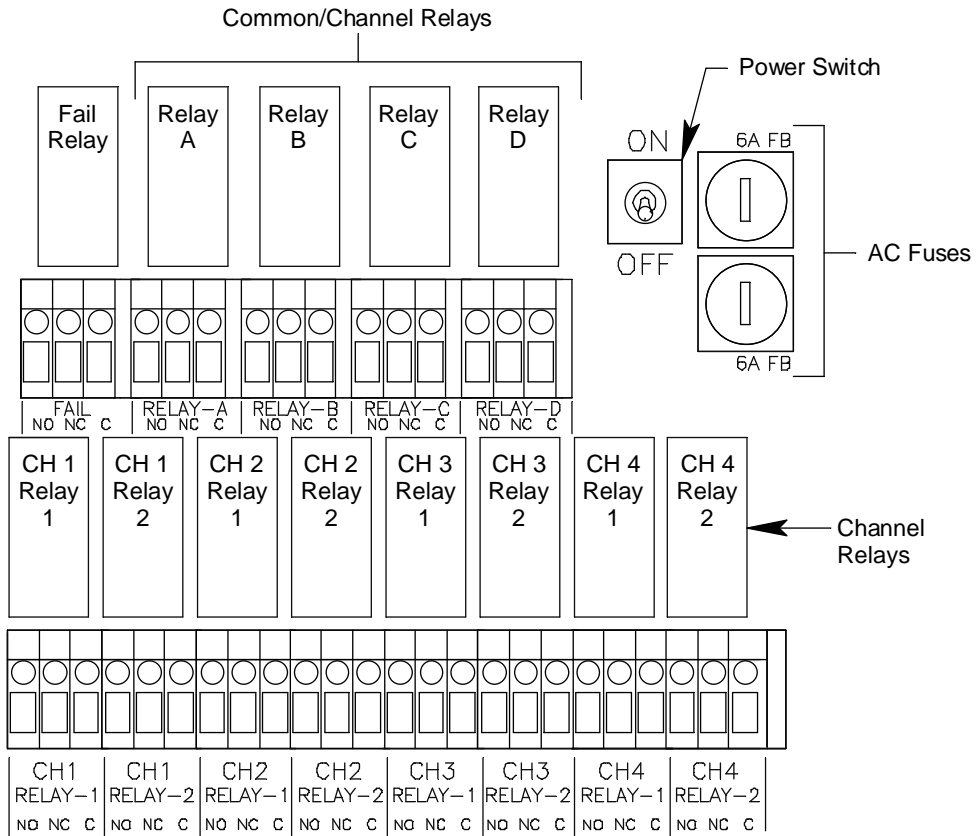 Common/Channel Relays
Power Switch
Fail
Relay
Relay
A
Relay
B
Relay
C
Relay
D
ON
OFF
6A FB
6A FB
AC Fuses
FAIL
NO NC C
RELAY-A
NO NC C
RELAY-B
NO NC C
RELAY-C
NO NC C
RELAY-D
NO NC C
CH 1
Relay
1
CH 1
Relay
2
CH 2
Relay
1
CH 2
Relay
2
CH 3
Relay
1
CH 3
Relay
2
CH 4
Relay
1
CH 4
Relay
2
Channel
Relays
CH1
RELAY-1
NO NC C
CH1
RELAY-2
NO NC C
CH2
RELAY-1
NO NC C
CH2
RELAY-2
NO NC C
CH3
RELAY-1
NO NC C
CH3
RELAY-2
NO NC C
CH4
RELAY-1
NO NC C
CH4
RELAY-2
NO NC C